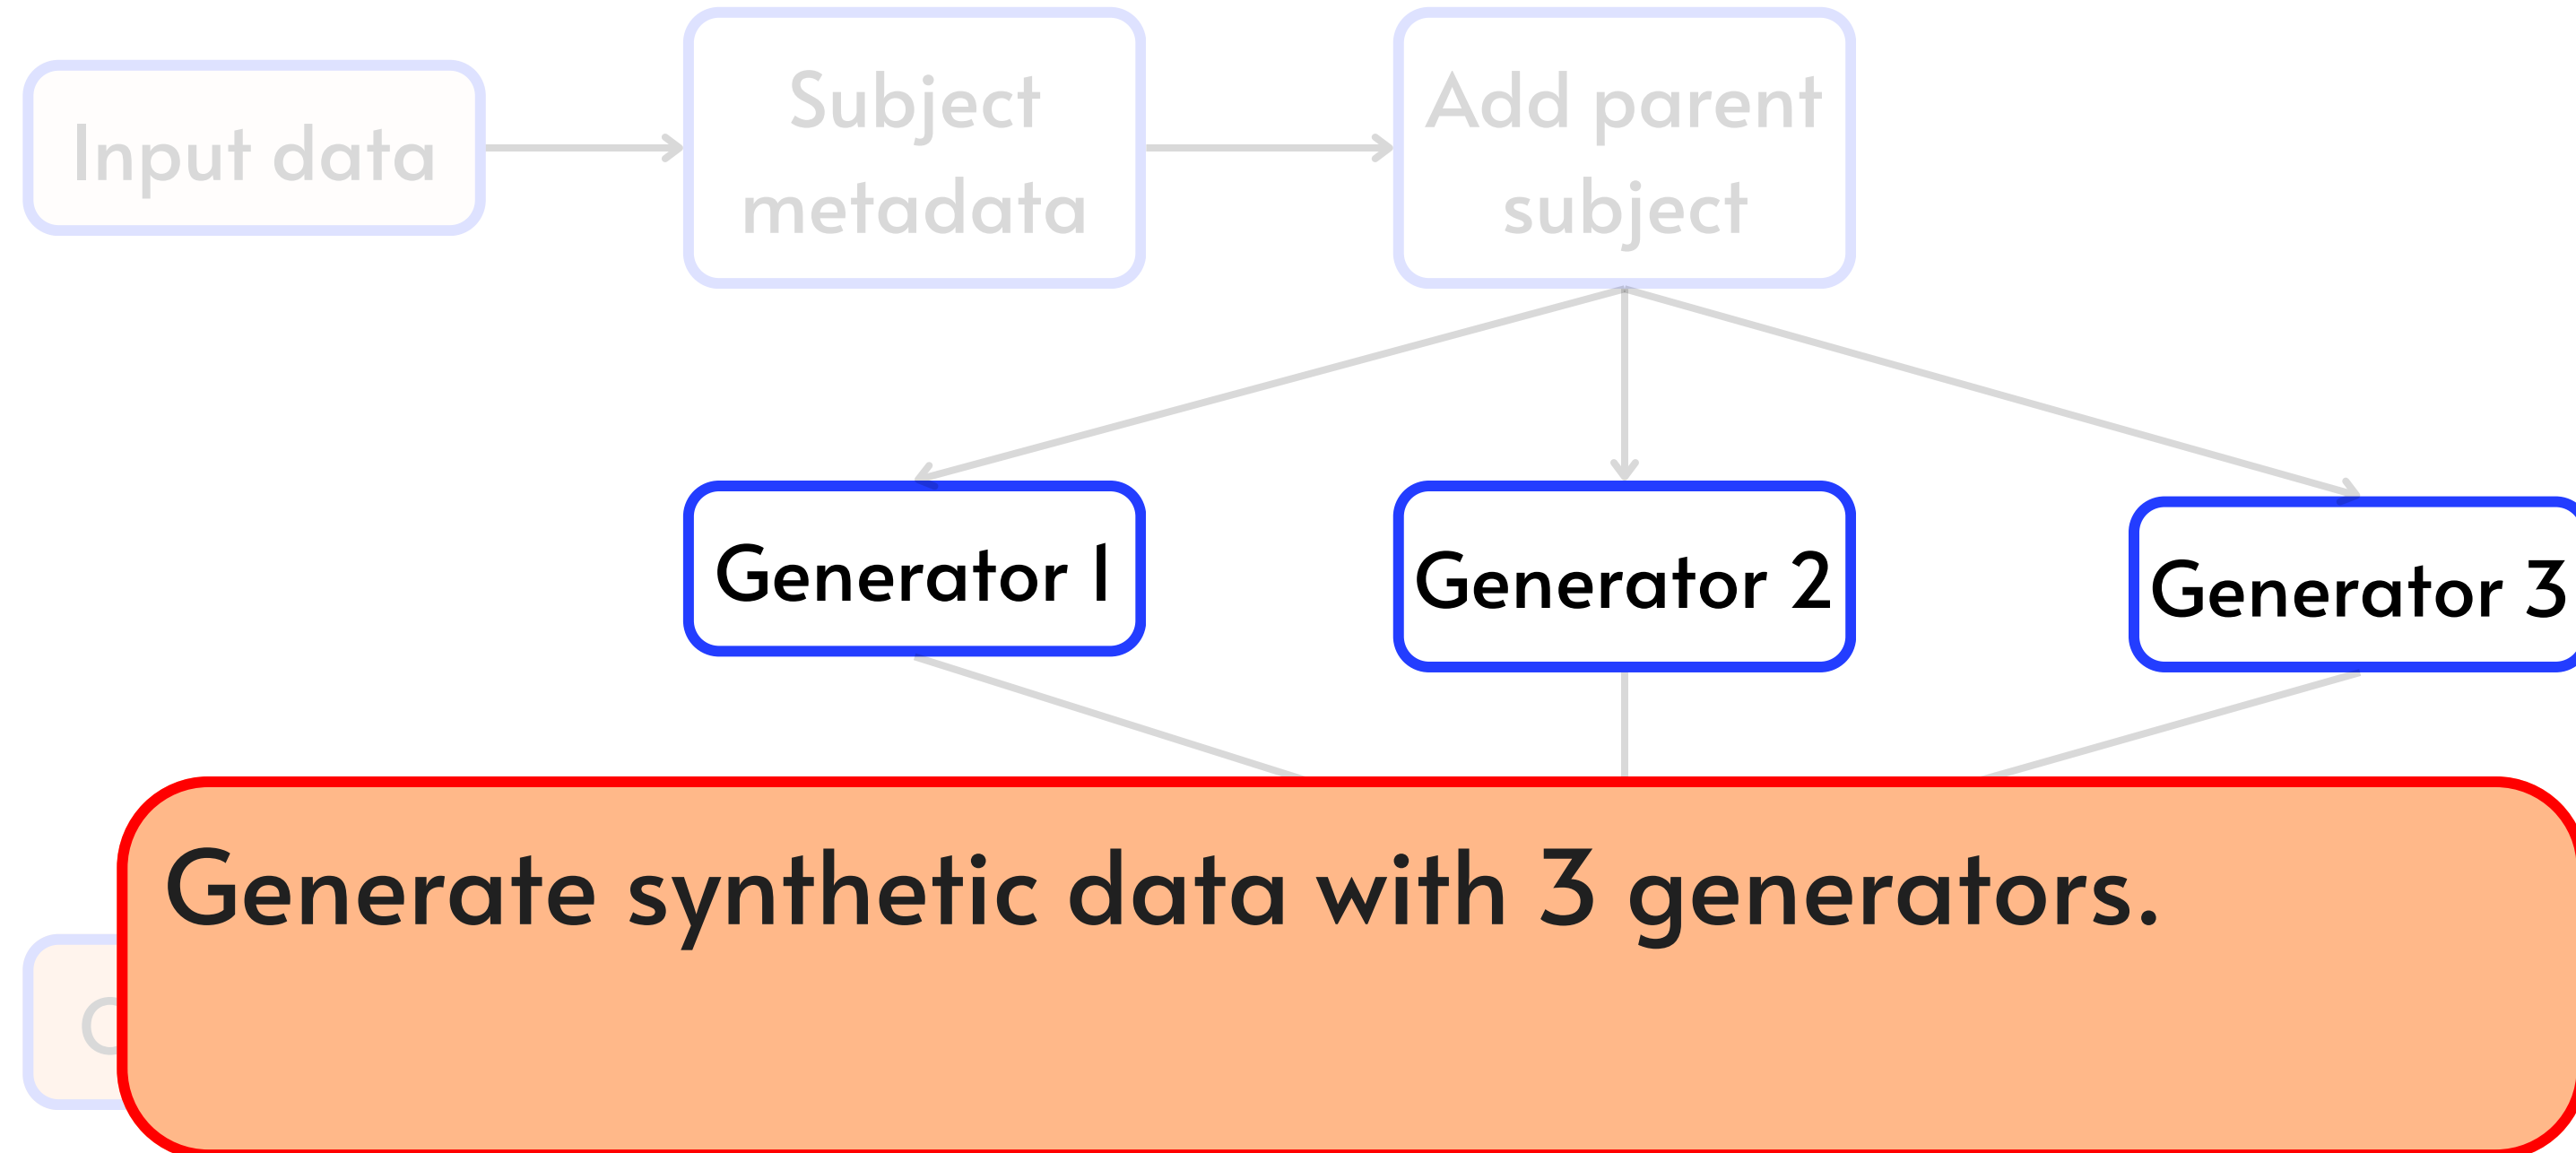 Input data
Subject
metadata
Add parent
subject
Generator 1
Generator 2
Generator 3
Generate synthetic data with 3 generators.